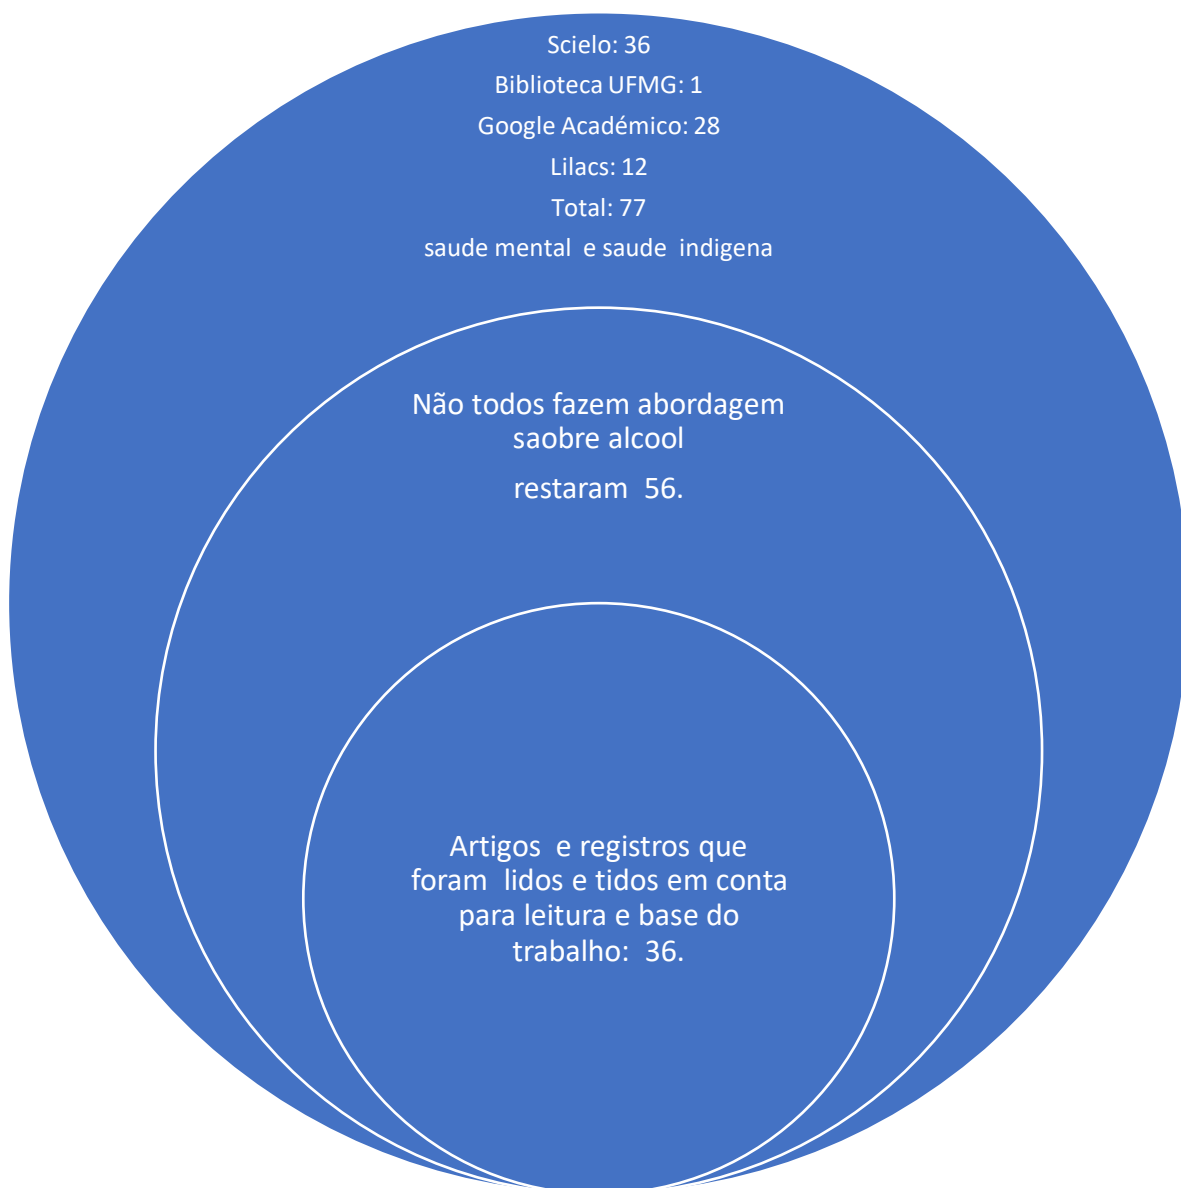 Scielo: 36
Biblioteca UFMG: 1
Google Académico: 28
Lilacs: 12
Total: 77
saude mental e saude indigena
Não todos fazem abordagem
saobre alcool
restaram 56.
Artigos e registros que
foram lidos e tidos em conta
para leitura e base do
trabalho: 36.